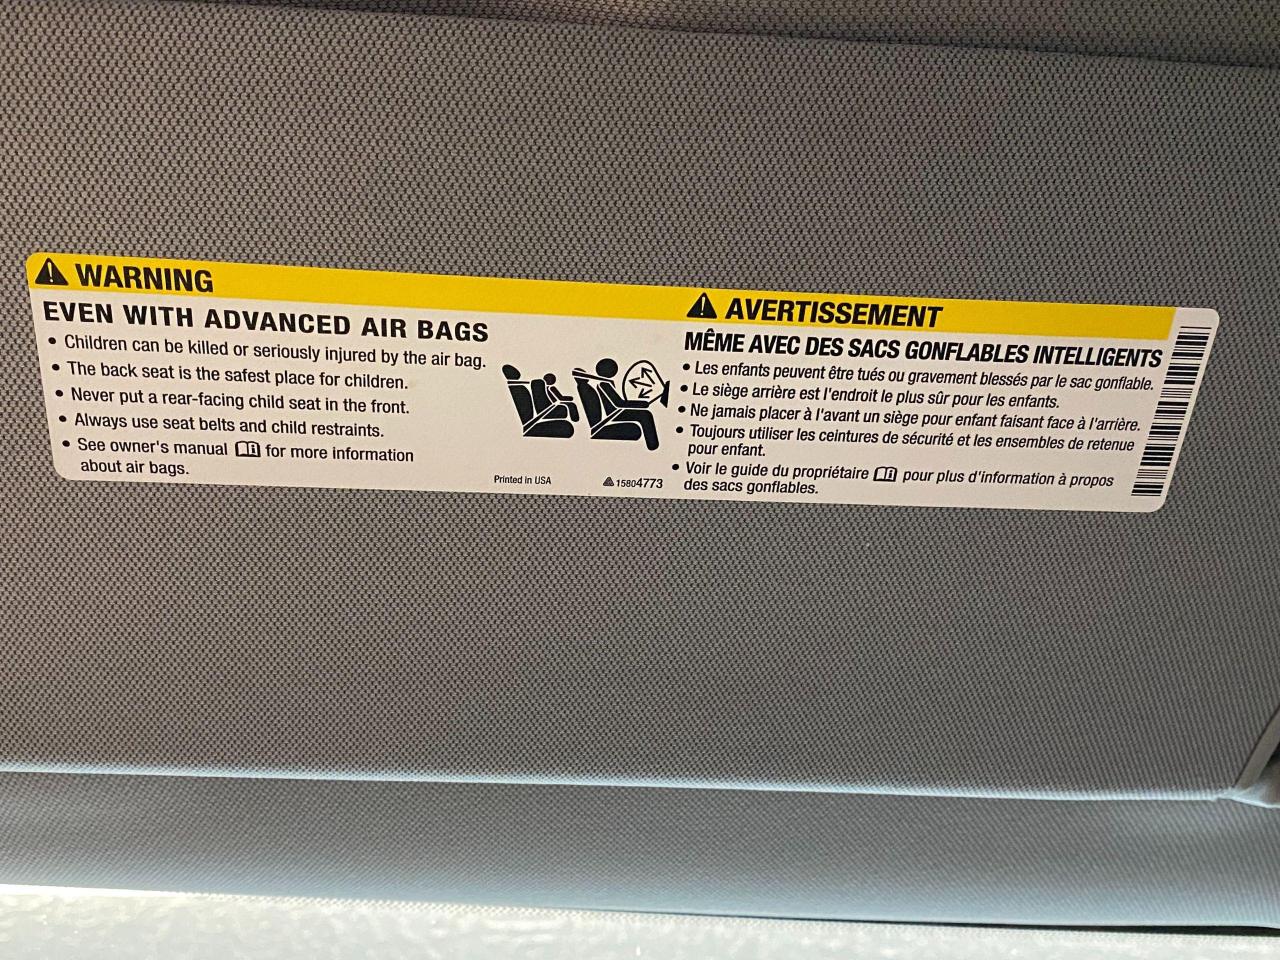 WARNING
EVEN WITH ADVANCED AIR BAGS
• Children can be killed or seriously injured by the air bag.
• The back seat is the safest place for children.
• Never put a rear-facing child seat in the front.
• Always use seat belts and child restraints.
• See owner's manual for more information
about air bags.
Printed in USA
15804773
AVERTISSEMENT
MÊME AVEC DES SACS GONFLABLES INTELLIGENTS
• Les enfants peuvent être tués ou gravement blessés par le sac gonflable.
• Le siège arrière est l'endroit le plus sûr pour les enfants.
• Ne jamais placer à l'avant un siège pour enfant faisant face à l'arrière.
• Toujours utiliser les ceintures de sécurité et les ensembles de retenue
pour enfant.
• Voir le guide du propriétaire pour plus d'information à propos
des sacs gonflables.